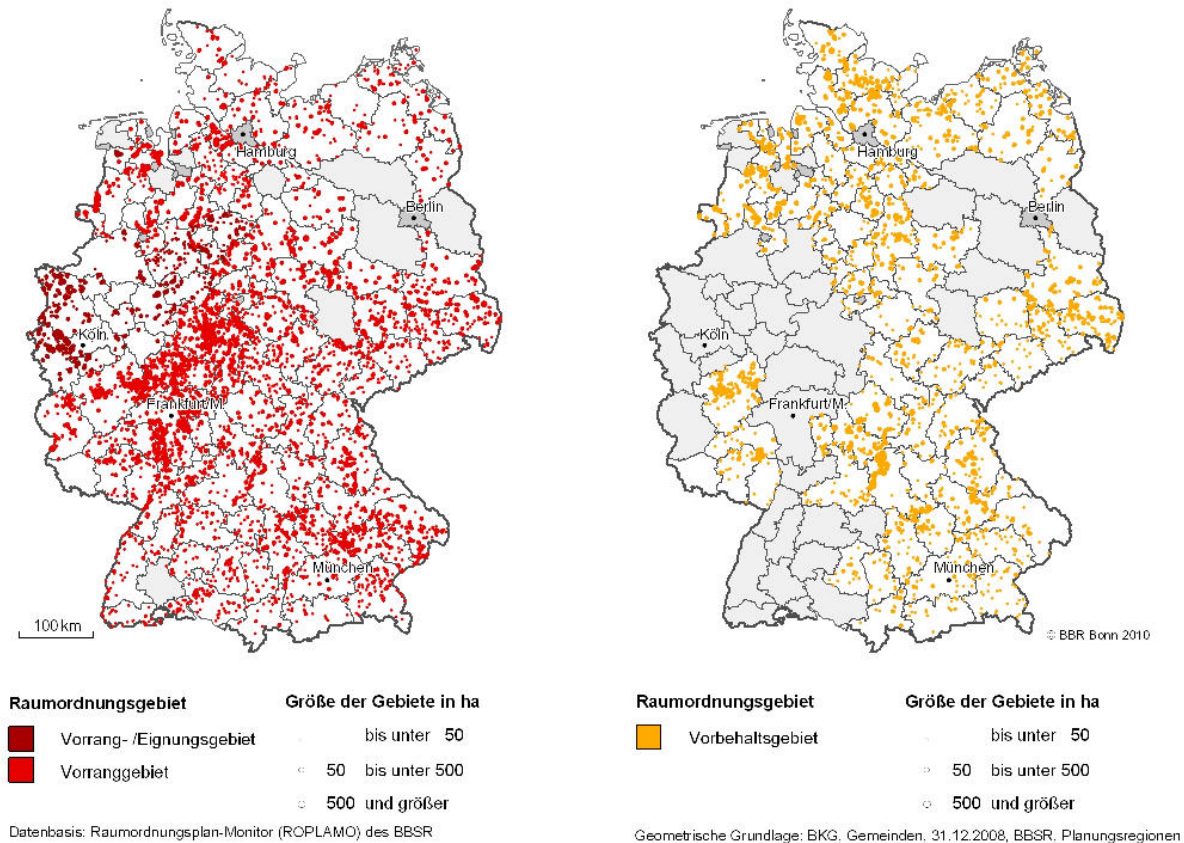 Hamburg
Berlin
Köln
Frankfurt/M.
München
100 km
Hamburg
Berlin
Köln
Frankfurt/M.
München
© BBR Bonn 2010
Raumordnungsgebiet
Vorrang- /Eignungsgebiet
Vorranggebiet
Größe der Gebiete in ha
bis unter 50
50 bis unter 500
500 und größer
Datenbasis: Raumordnungsplan-Monitor (ROPLAMO) des BBSR
Raumordnungsgebiet
Vorbehaltsgebiet
Größe der Gebiete in ha
bis unter 50
50 bis unter 500
500 und größer
Geometrische Grundlage: BKG, Gemeinden, 31.12.2008, BBSR, Planungsregionen